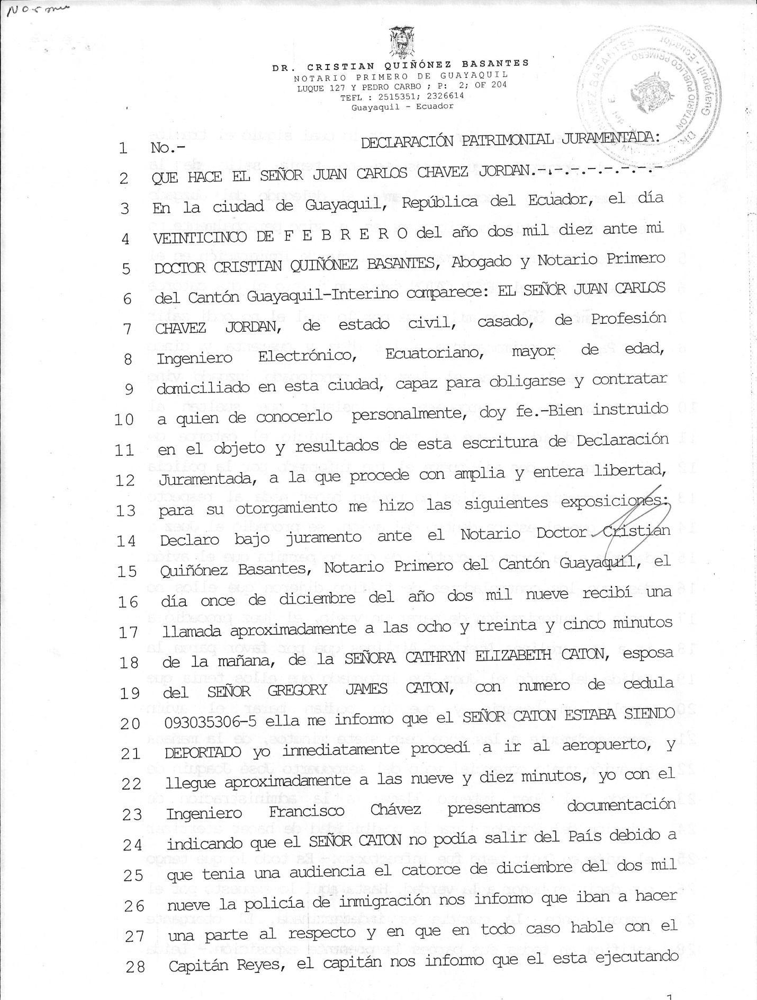 DR. CRISTIAN QUIÑÓNEZ BASANTES
NOTARIO PRIMERO DE GUAYAQUIL
LUQUE 127 Y PEDRO CARBO ; P: 2; OF 204
TEFL : 2515351; 2326614
Guayaquil - Ecuador
Guayaquil - Ecuador
NOTARIO PUBLICO PRIMERO
1 No.- DECLARACIÓN PATRIMONIAL JURAMENTADA:
2 QUE HACE EL SEÑOR JUAN CARLOS CHAVEZ JORDAN.-.-.-.-.-.-.-.-
3 En la ciudad de Guayaquil, República del Ecuador, el día
4 VEINTICINCO DE F E B R E R O del año dos mil diez ante mi
5 DOCTOR CRISTIAN QUIÑÓNEZ BASANTES, Abogado y Notario Primero
6 del Cantón Guayaquil-Interino comparece: EL SEÑOR JUAN CARLOS
7 CHAVEZ JORDAN, de estado civil, casado, de Profesión
8 Ingeniero Electrónico, Ecuatoriano, mayor de edad,
9 domiciliado en esta ciudad, capaz para obligarse y contratar
10 a quien de conocerlo personalmente, doy fe.-Bien instruido
11 en el objeto y resultados de esta escritura de Declaración
12 Juramentada, a la que procede con amplia y entera libertad,
13 para su otorgamiento me hizo las siguientes exposiciones:
14 Declaro bajo juramento ante el Notario Doctor Cristian
15 Quiñónez Basantes, Notario Primero del Cantón Guayaquil, el
16 día once de diciembre del año dos mil nueve recibí una
17 llamada aproximadamente a las ocho y treinta y cinco minutos
18 de la mañana, de la SEÑORA CATHRYN ELIZABETH CATON, esposa
19 del SEÑOR GREGORY JAMES CATON, con numero de cedula
20 093035306-5 ella me informo que el SEÑOR CATON ESTABA SIENDO
21 DEPORTADO yo inmediatamente procedí a ir al aeropuerto, y
22 llegue aproximadamente a las nueve y diez minutos, yo con el
23 Ingeniero Francisco Chávez presentamos documentación
24 indicando que el SEÑOR CATON no podía salir del País debido a
25 que tenia una audiencia el catorce de diciembre del dos mil
26 nueve la policía de inmigración nos informo que iban a hacer
27 una parte al respecto y en que en todo caso hable con el
28 Capitán Reyes, el capitán nos informo que el esta ejecutando